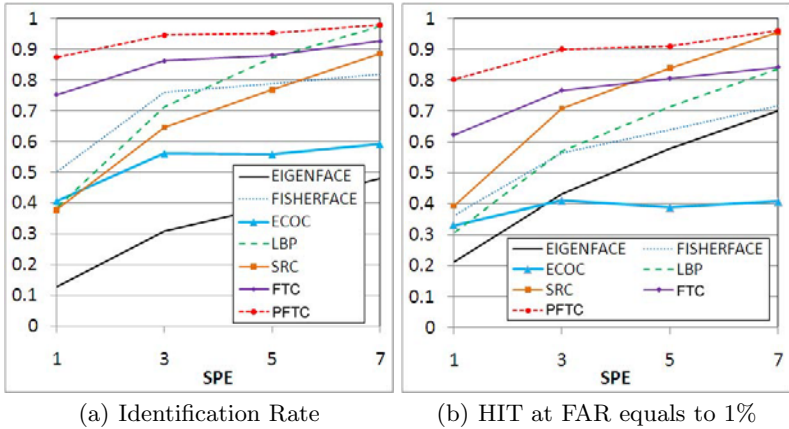 1
0.9
0.8
0.7
0.6
0.5
0.4
0.3
0.2
0.1
0
EIGENFACE
FISHERFACE
ECOC
LBP
SRC
FTC
PFTC
1 3 5 7
SPE
(a) Identification Rate
1
0.9
0.8
0.7
0.6
0.5
0.4
0.3
0.2
0.1
0
EIGENFACE FISHERFACE
ECOC LBP
SRC FTC
PFTC
1 3 5 7
SPE
(b) HIT at FAR equals to 1%